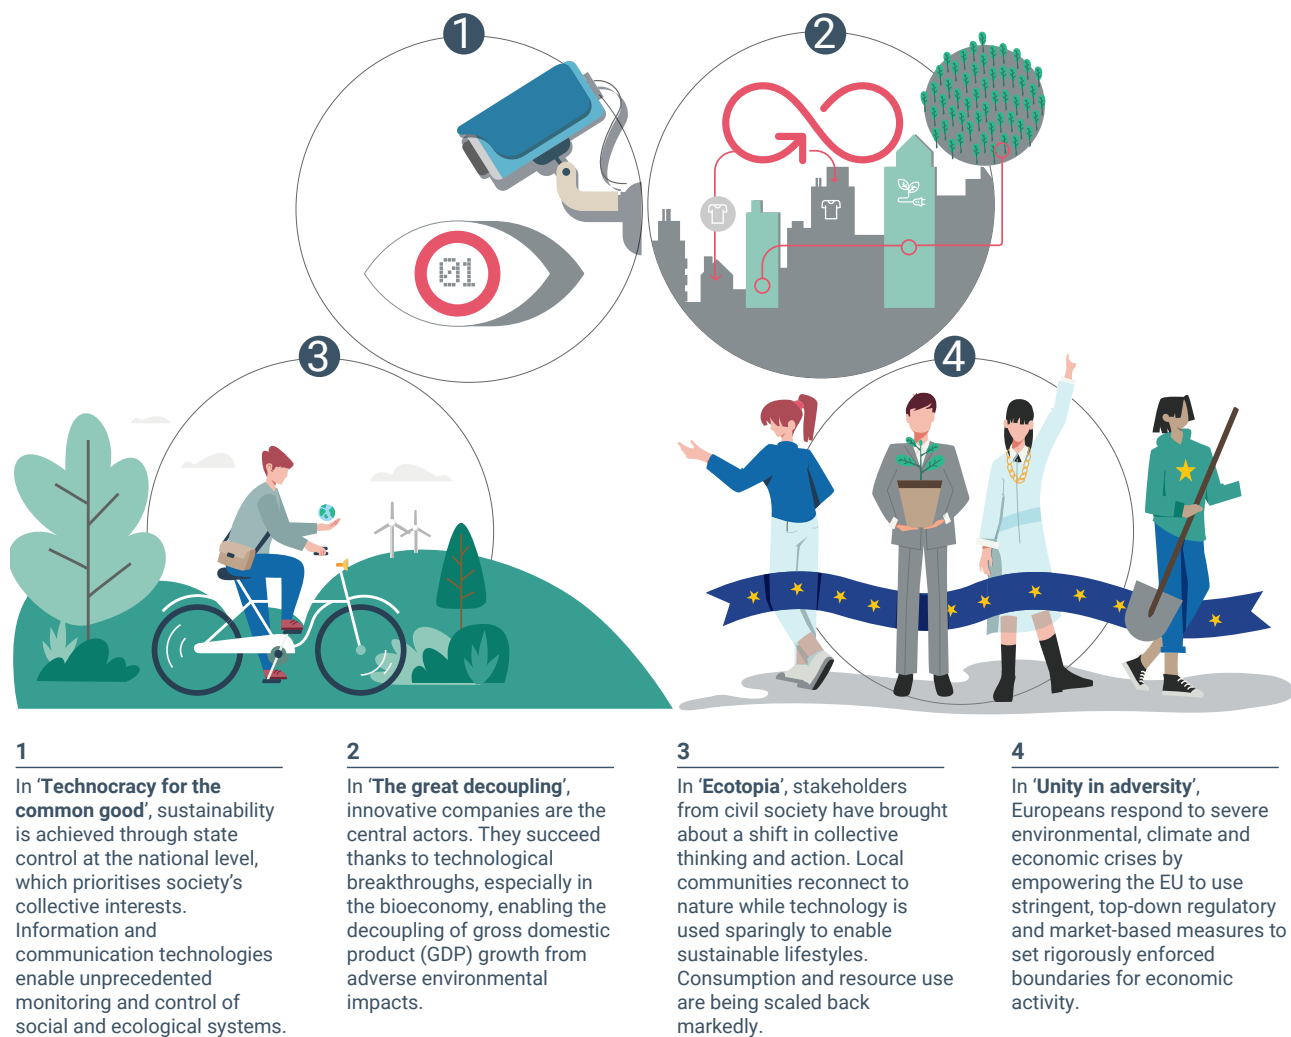 1
2
01
3
4
1
In ‘Technocracy for the
common good’, sustainability
is achieved through state
control at the national level,
which prioritises society’s
collective interests.
Information and
communication technologies
enable unprecedented
monitoring and control of
social and ecological systems.
2
In ‘The great decoupling’,
innovative companies are the
central actors. They succeed
thanks to technological
breakthroughs, especially in
the bioeconomy, enabling the
decoupling of gross domestic
product (GDP) growth from
adverse environmental
impacts.
3
In ‘Ecotopia’, stakeholders
from civil society have brought
about a shift in collective
thinking and action. Local
communities reconnect to
nature while technology is
used sparingly to enable
sustainable lifestyles.
Consumption and resource use
are being scaled back
markedly.
4
In ‘Unity in adversity’,
Europeans respond to severe
environmental, climate and
economic crises by
empowering the EU to use
stringent, top-down regulatory
and market-based measures to
set rigorously enforced
boundaries for economic
activity.